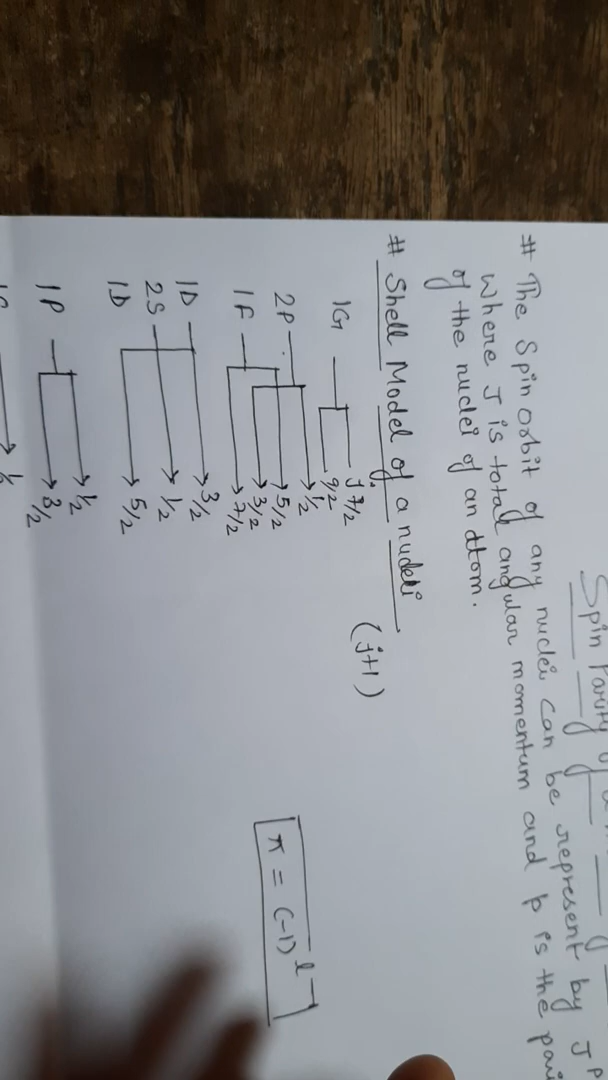 Spin Parity
# The Spin orbit of any nuclei can be represent by J P
Where J is total angular momentum and p is the
of the nuclei of an atom.
# Shell Model of a nucleii
(j+1)
1G J 7/2
9/2
2P 1/2
5/2
1F 3/2
7/2
1D 3/2
2S 1/2
1D 5/2
1P 1/2
3/2
π = (-1) l